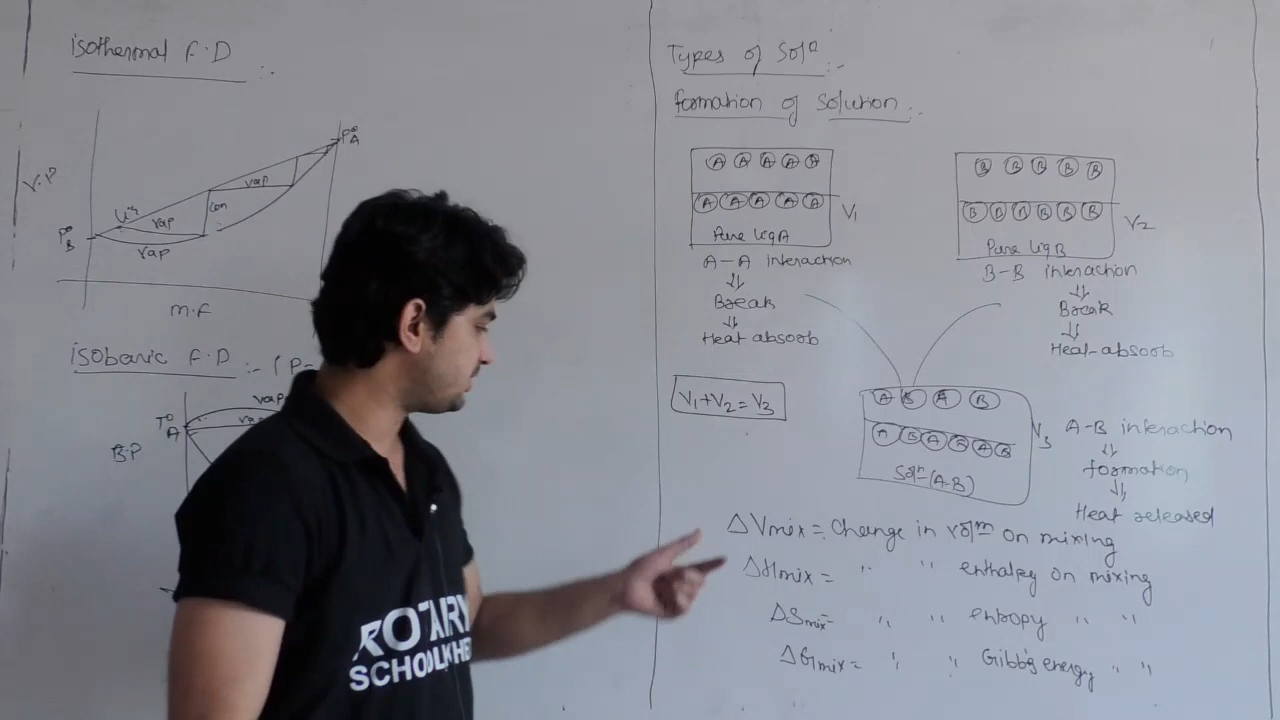 isothermal F.D :-
P°A
V.P
vap
Liq
vap
Con
P°B
vap
m.f
isobaric F.D :- (P-
vap
T°A
B.P
ROTARY
SCHOOL KHE
Types of Solⁿ :-
formation of Solution :-
A A A A A
A A A A A
V1
Pure liq A
A-A interaction
⇓
Break
⇓
Heat absorb
B B B B B
B B B B B B
V2
Pure liq B
B-B interaction
⇓
Break
⇓
Heat absorb
V1+V2=V3
A B A B
A B A B A B
V3
Solⁿ (A-B)
A-B interaction
⇓
formation
⇓
Heat released
ΔVmix = Change in volᵐ on mixing
ΔHmix = " " enthalpy on mixing
ΔSmix = " " entropy " "
ΔGmix = " " Gibb's energy " "